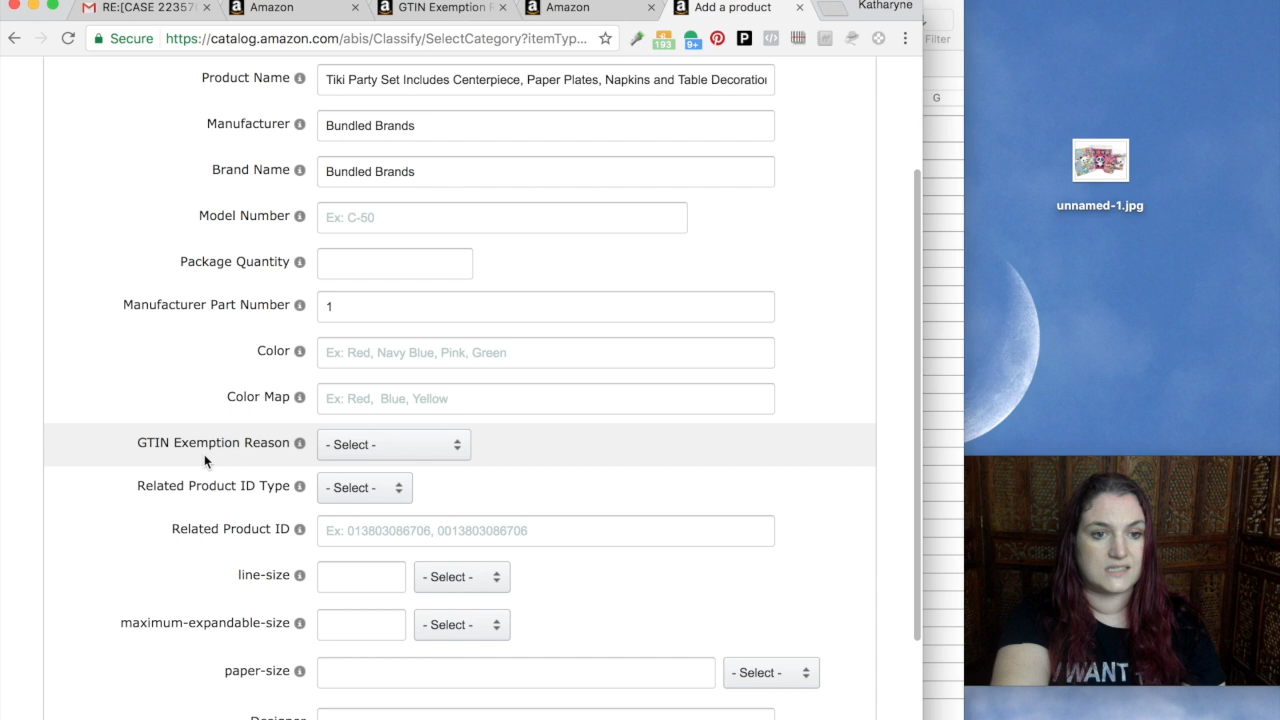 RE:[CASE 22357
Amazon
GTIN Exemption F
Amazon
Add a product
Katharyne
Secure
https://catalog.amazon.com/abis/Classify/SelectCategory?itemTyp...
193
9+
P
Filter
G
Product Name
Tiki Party Set Includes Centerpiece, Paper Plates, Napkins and Table Decoration
Manufacturer
Bundled Brands
Brand Name
Bundled Brands
Model Number
Ex: C-50
Package Quantity
Manufacturer Part Number
1
Color
Ex: Red, Navy Blue, Pink, Green
Color Map
Ex: Red, Blue, Yellow
GTIN Exemption Reason
- Select -
Related Product ID Type
- Select -
Related Product ID
Ex: 013803086706, 0013803086706
line-size
- Select -
maximum-expandable-size
- Select -
paper-size
- Select -
Designer
unnamed-1.jpg
I WANT